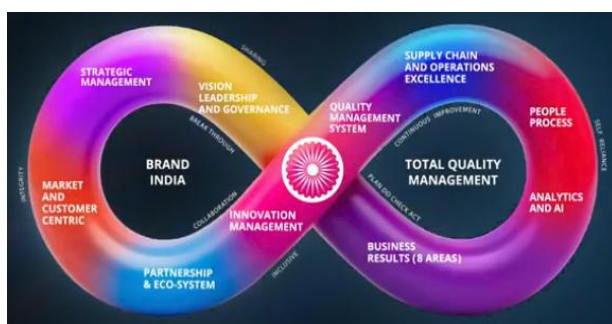 STRATEGIC
MANAGEMENT
SHARING
VISION
LEADERSHIP
AND GOVERNANCE
BREAK THROUGH
BRAND
INDIA
INTEGRITY
MARKET
AND
CUSTOMER
CENTRIC
COLLABORATION
INNOVATION
MANAGEMENT
PARTNERSHIP
& ECO-SYSTEM
INCLUSIVE
SUPPLY CHAIN
AND OPERATIONS
EXCELLENCE
QUALITY
MANAGEMENT
SYSTEM
CONTINUOUS IMPROVEMENT
PEOPLE
PROCESS
SELF RELIANCE
TOTAL QUALITY
MANAGEMENT
PLAN DO CHECK ACT
ANALYTICS
AND AI
BUSINESS
RESULTS (8 AREAS)